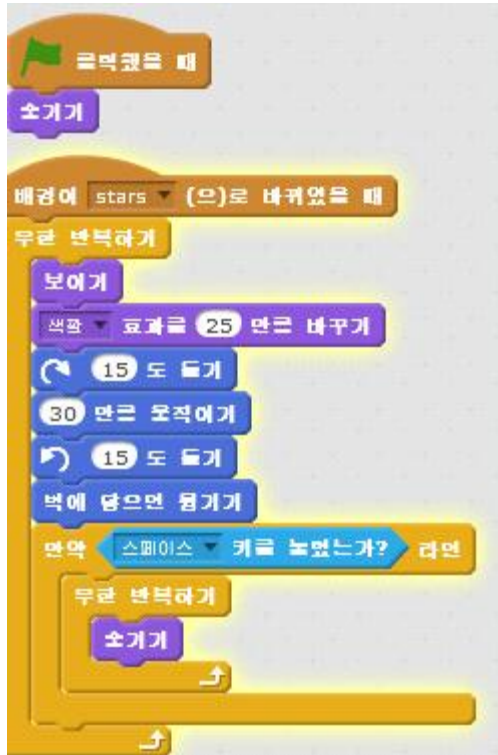 클릭했을 때
숨기기
배경이 stars (으)로 바뀌었을 때
무한 반복하기
보이기
색깔 효과를 25 만큼 바꾸기
15 도 돌기
30 만큼 움직이기
15 도 돌기
벽에 닿으면 튕기기
만약 스페이스 키를 눌렀는가? 라면
무한 반복하기
숨기기